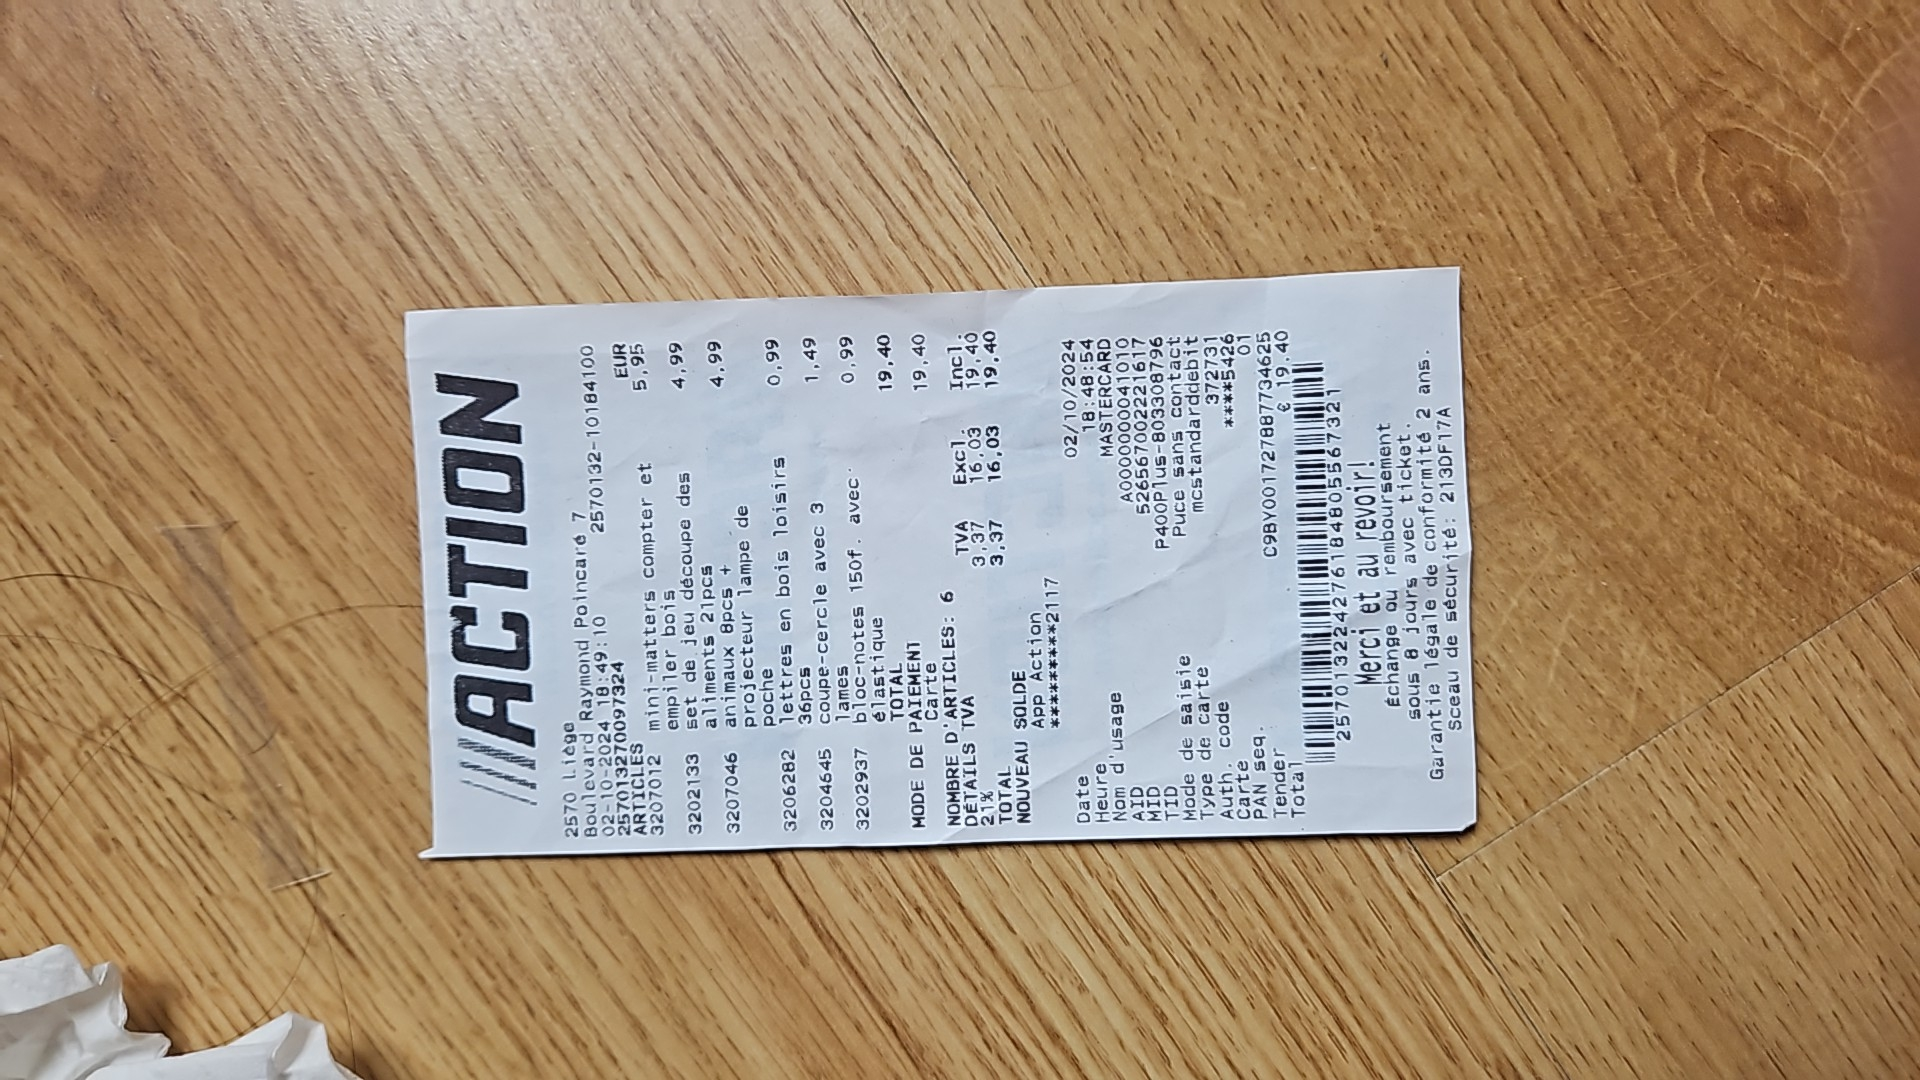 ACTION
2570 Liège
Boulevard Raymond Poincaré 7
02-10-2024 18:49:10 2570132-10184100
257013270097324
ARTICLES EUR
3207012 mini-matters compter et 5,95
empiler bois
3202133 set de jeu découpe des 4,99
aliments 21pcs
3207046 animaux 8pcs + 4,99
projecteur lampe de
poche
3206282 lettres en bois loisirs 0,99
36pcs
3204645 coupe-cercle avec 3 1,49
lames
3202937 bloc-notes 150f. avec 0,99
élastique
TOTAL 19,40
MODE DE PAIEMENT
Carte 19,40
NOMBRE D'ARTICLES: 6
DÉTAILS TVA TVA Excl. Incl.
21% 3,37 16,03 19,40
TOTAL 3,37 16,03 19,40
NOUVEAU SOLDE
App Action
*********2117
Date 02/10/2024
Heure 18:48:54
Nom d'usage MASTERCARD
AID A0000000041010
MID 526567002221617
TID P400Plus-803308796
Mode de saisie Puce sans contact
Type de carte mcstandarddebit
Auth. code 372731
Carte ****5426
PAN seq. 01
Tender C9BY001727887734625
Total € 19.40
2570132242761848055567321
Merci et au revoir!
Échange ou remboursement
sous 8 jours avec ticket.
Garantie légale de conformité 2 ans.
Sceau de sécurité: 213DF17A